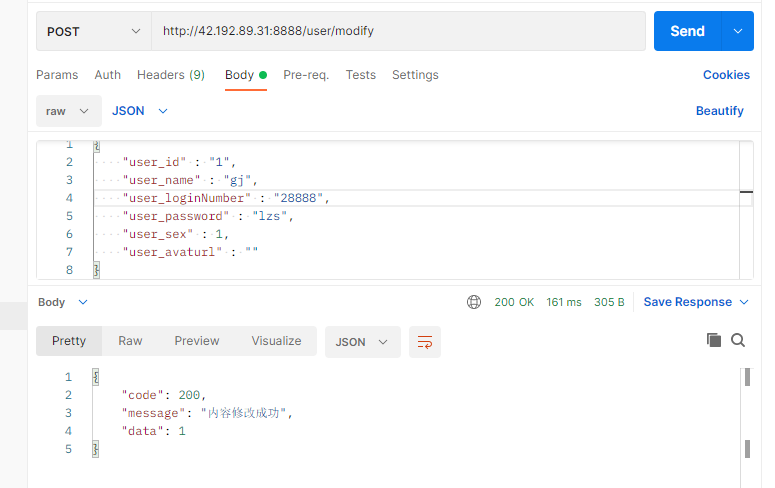 POST http://42.192.89.31:8888/user/modify Send
Params Auth Headers (9) Body Pre-req. Tests Settings Cookies
raw JSON Beautify
1 {
2 "user_id" : "1",
3 "user_name" : "gj",
4 "user_loginNumber" : "28888",
5 "user_password" : "lzs",
6 "user_sex" : 1,
7 "user_avaturl" : ""
8 }
Body 200 OK 161 ms 305 B Save Response
Pretty Raw Preview Visualize JSON
1 {
2 "code": 200,
3 "message": "内容修改成功",
4 "data": 1
5 }